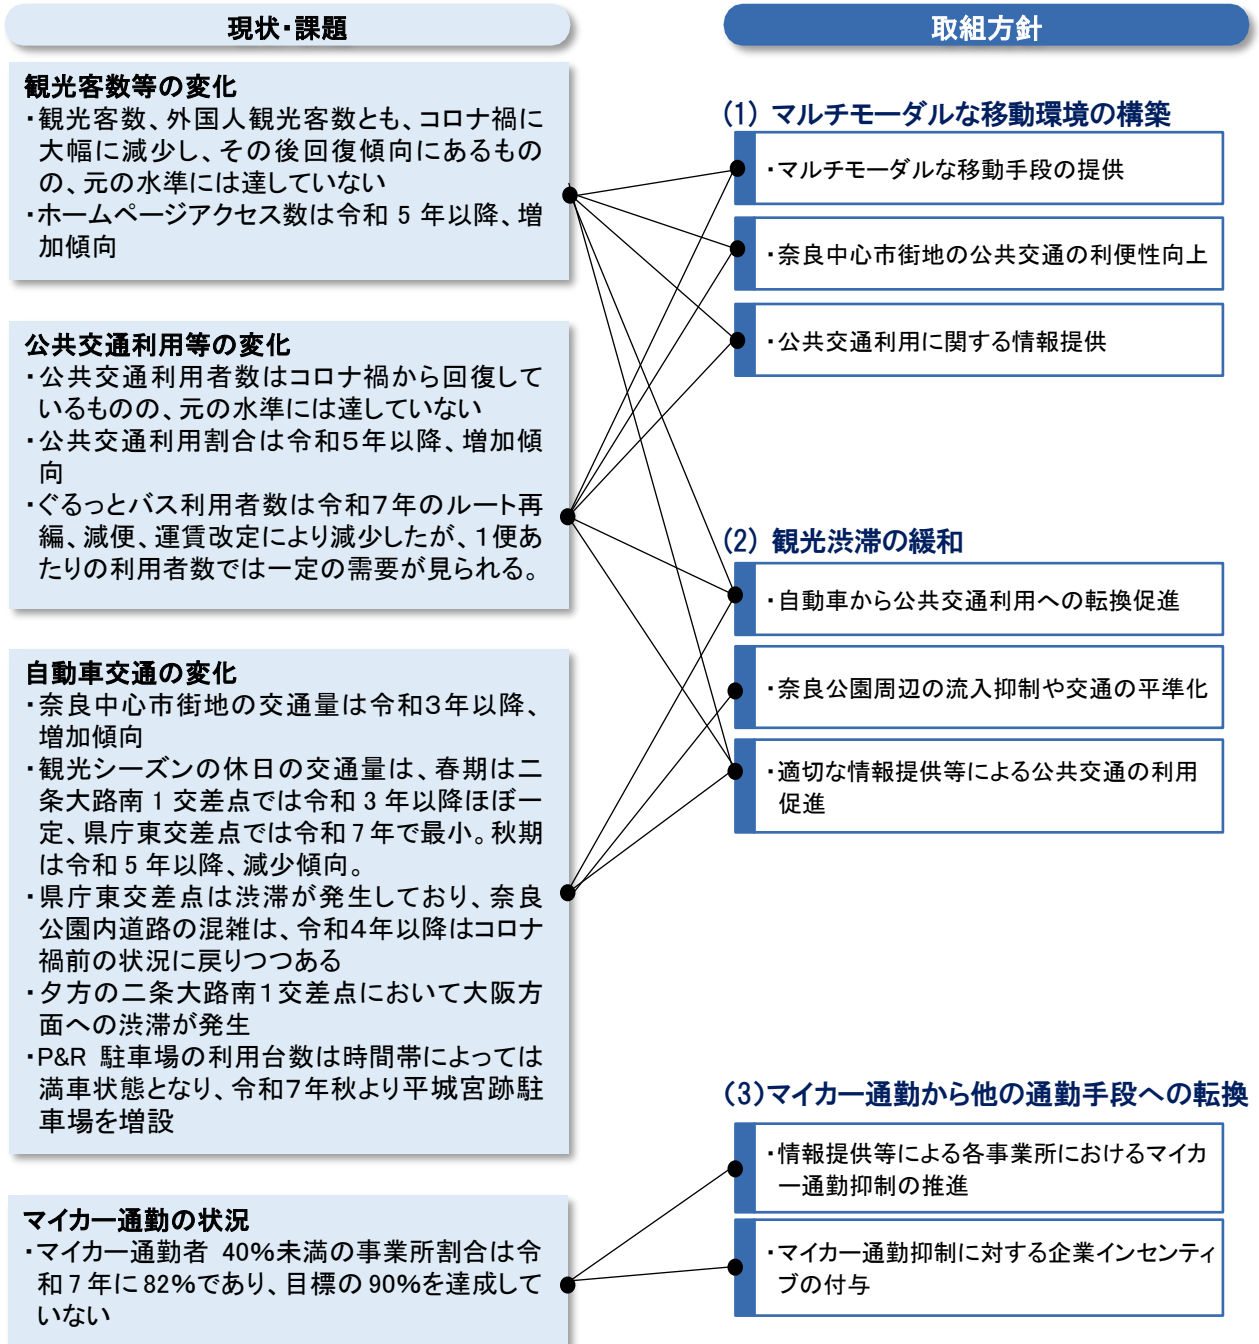 現状・課題
観光客数等の変化
・観光客数、外国人観光客数とも、コロナ禍に
大幅に減少し、その後回復傾向にあるもの
の、元の水準には達していない
・ホームページアクセス数は令和 5 年以降、増
加傾向
公共交通利用等の変化
・公共交通利用者数はコロナ禍から回復して
いるものの、元の水準には達していない
・公共交通利用割合は令和5年以降、増加傾
向
・ぐるっとバス利用者数は令和7年のルート再
編、減便、運賃改定により減少したが、1便あ
たりの利用者数では一定の需要が見られる。
自動車交通の変化
・奈良中心市街地の交通量は令和3年以降、
増加傾向
・観光シーズンの休日の交通量は、春期は二
条大路南 1 交差点では令和 3 年以降ほぼ一
定、県庁東交差点では令和 7 年で最小。秋期
は令和 5 年以降、減少傾向。
・県庁東交差点は渋滞が発生しており、奈良
公園内道路の混雑は、令和4年以降はコロナ
禍前の状況に戻りつつある
・夕方の二条大路南1交差点において大阪方
面への渋滞が発生
・P&R 駐車場の利用台数は時間帯によっては
満車状態となり、令和7年秋より平城宮跡駐
車場を増設
マイカー通勤の状況
・マイカー通勤者 40%未満の事業所割合は令
和 7 年に 82%であり、目標の 90%を達成して
いない
取組方針
(1) マルチモーダルな移動環境の構築
・マルチモーダルな移動手段の提供
・奈良中心市街地の公共交通の利便性向上
・公共交通利用に関する情報提供
(2) 観光渋滞の緩和
・自動車から公共交通利用への転換促進
・奈良公園周辺の流入抑制や交通の平準化
・適切な情報提供等による公共交通の利用
促進
(3)マイカー通勤から他の通勤手段への転換
・情報提供等による各事業所におけるマイカ
ー通勤抑制の推進
・マイカー通勤抑制に対する企業インセンティ
ブの付与